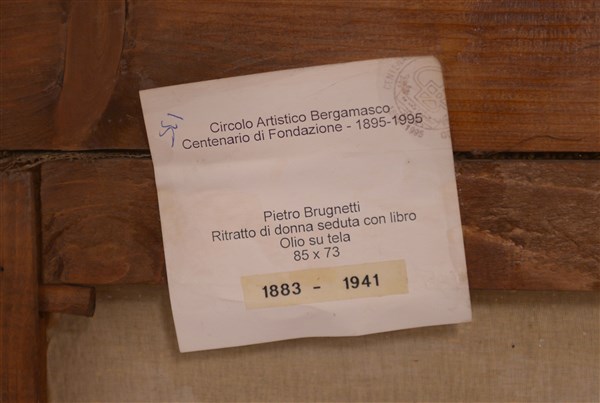 Circolo Artistico Bergamasco
Centenario di Fondazione - 1895-1995
Pietro Brugnetti
Ritratto di donna seduta con libro
Olio su tela
85 x 73
1883 - 1941